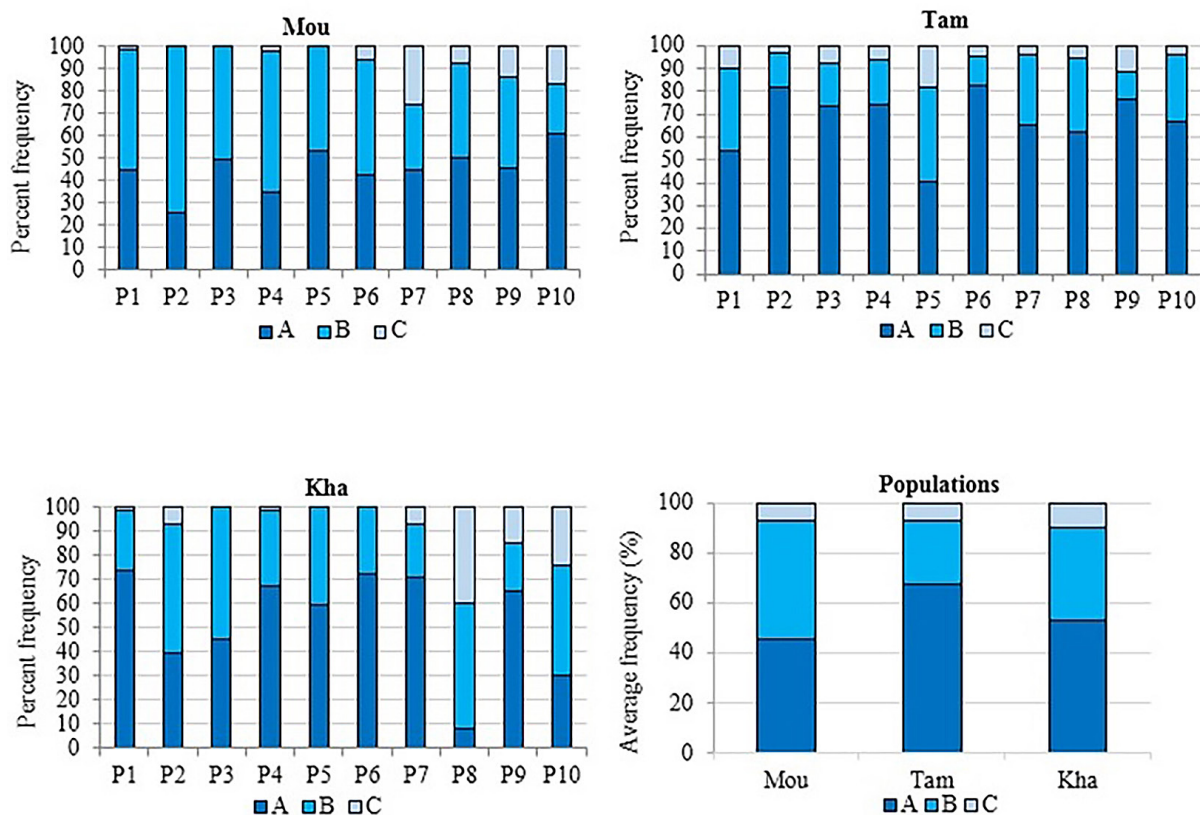 Mou
Percent frequency
100
90
80
70
60
50
40
30
20
10
0
P1 P2 P3 P4 P5 P6 P7 P8 P9 P10
A B C
Tam
Percent frequency
100
90
80
70
60
50
40
30
20
10
0
P1 P2 P3 P4 P5 P6 P7 P8 P9 P10
A B C
Kha
Percent frequency
100
90
80
70
60
50
40
30
20
10
0
P1 P2 P3 P4 P5 P6 P7 P8 P9 P10
A B C
Populations
Average frequency (%)
100
80
60
40
20
0
Mou Tam Kha
A B C